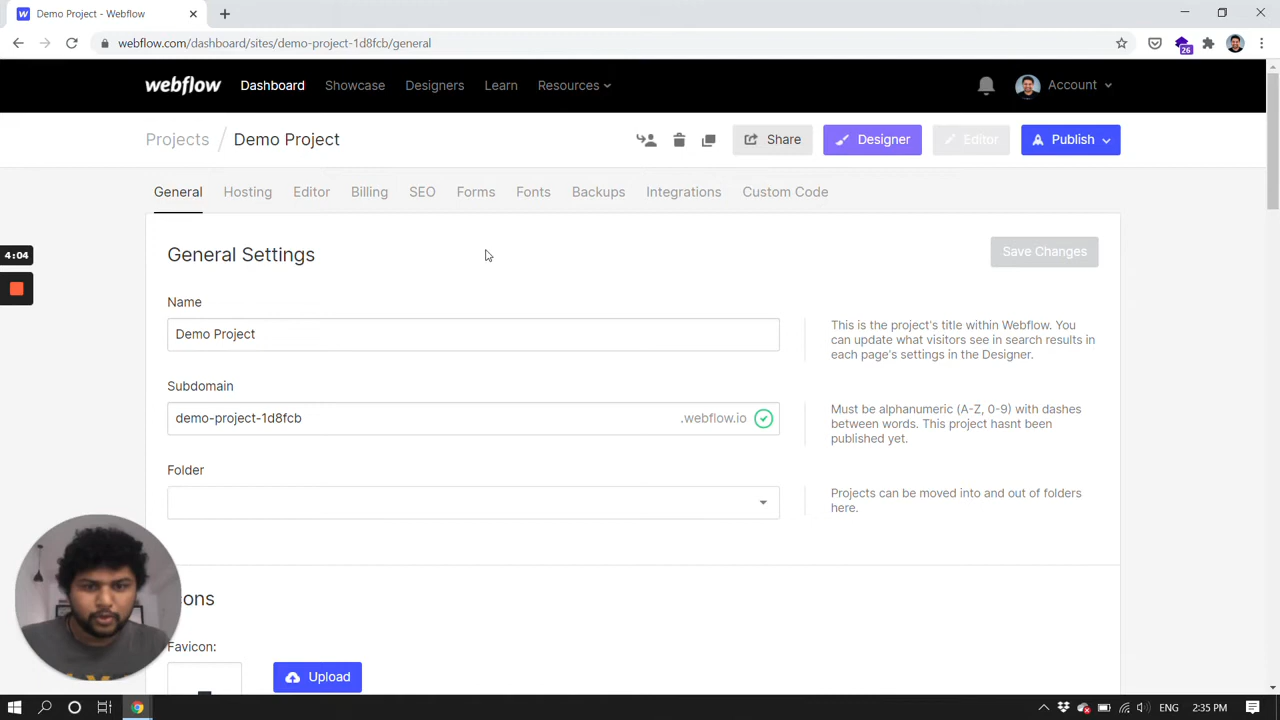 Demo Project - Webflow
webflow.com/dashboard/sites/demo-project-1d8fcb/general
26
webflow Dashboard Showcase Designers Learn Resources Account
Projects / Demo Project Share Designer Editor Publish
General Hosting Editor Billing SEO Forms Fonts Backups Integrations Custom Code
General Settings Save Changes
4:04
Name
Demo Project
This is the project's title within Webflow. You
can update what visitors see in search results in
each page's settings in the Designer.
Subdomain
demo-project-1d8fcb .webflow.io
Must be alphanumeric (A-Z, 0-9) with dashes
between words. This project hasnt been
published yet.
Folder
Projects can be moved into and out of folders
here.
ons
Favicon:
Upload
ENG 2:35 PM